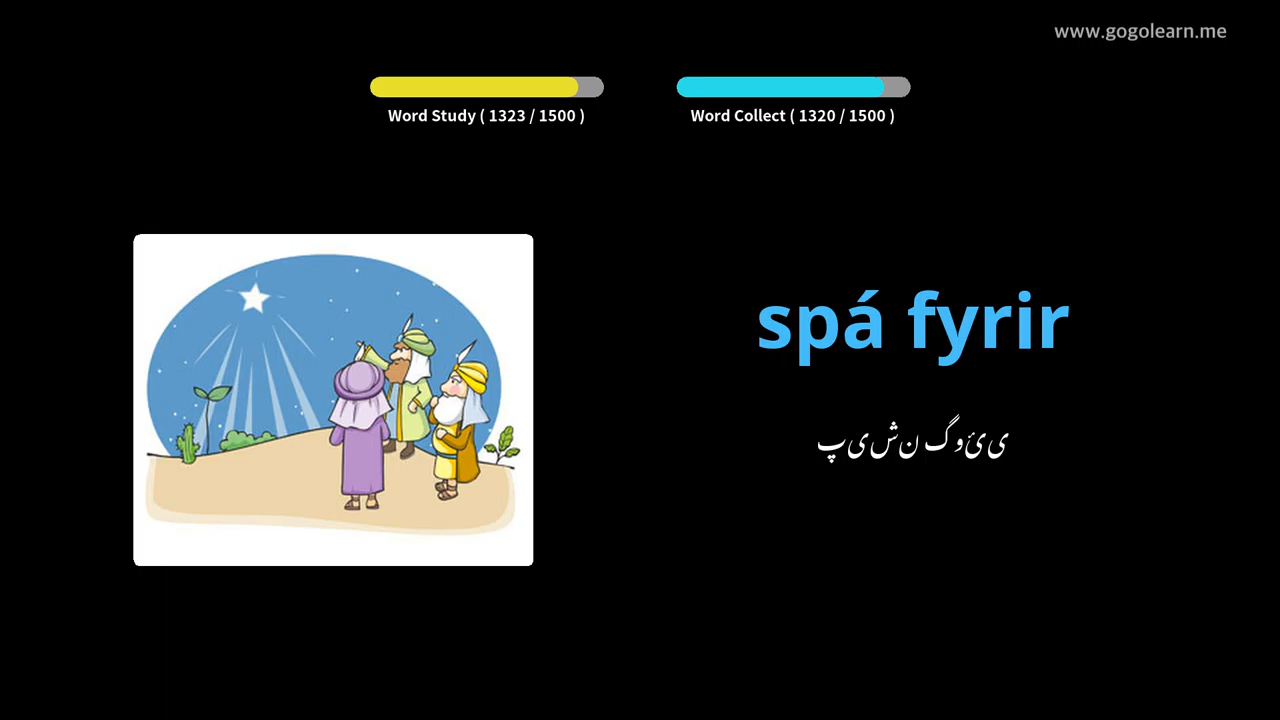 www.gogolearn.me
Word Study ( 1323 / 1500 )
Word Collect ( 1320 / 1500 )
spá fyrir
پیشن گوئی